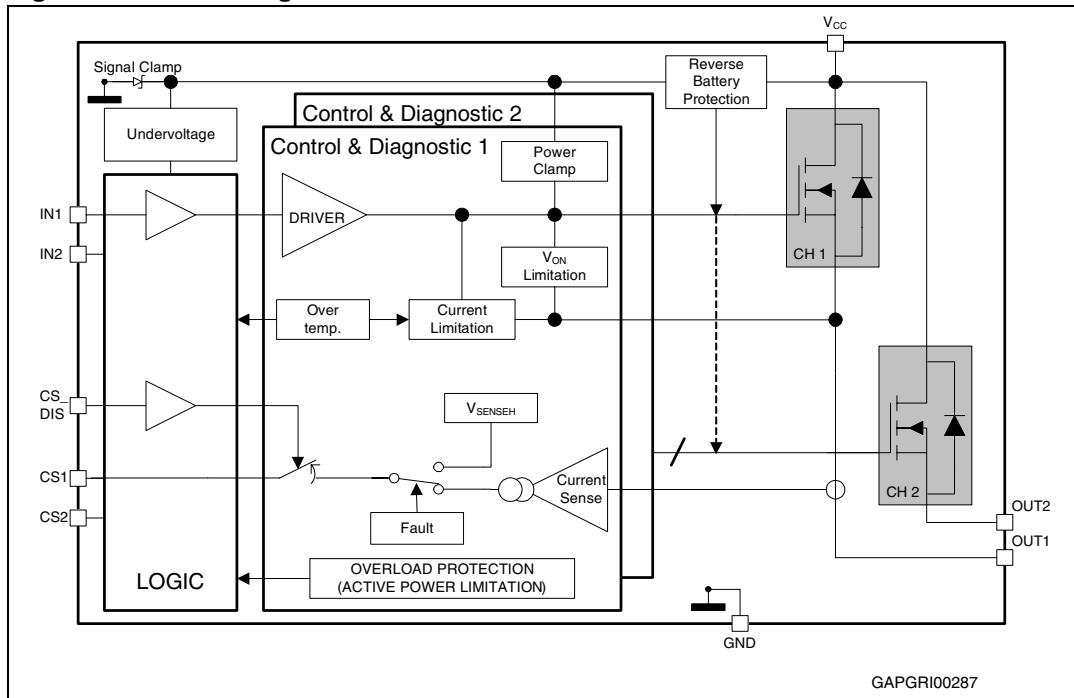 VCC
Signal Clamp
Reverse
Battery
Protection
Control & Diagnostic 2
Undervoltage
Control & Diagnostic 1
Power
Clamp
IN1
DRIVER
IN2
VON
Limitation
CH 1
Over
temp.
Current
Limitation
CS_
DIS
VSENSEH
CS1
Current
Sense
CS2
Fault
CH 2
OUT2
OUT1
LOGIC
OVERLOAD PROTECTION
(ACTIVE POWER LIMITATION)
GND
GAPGRI00287